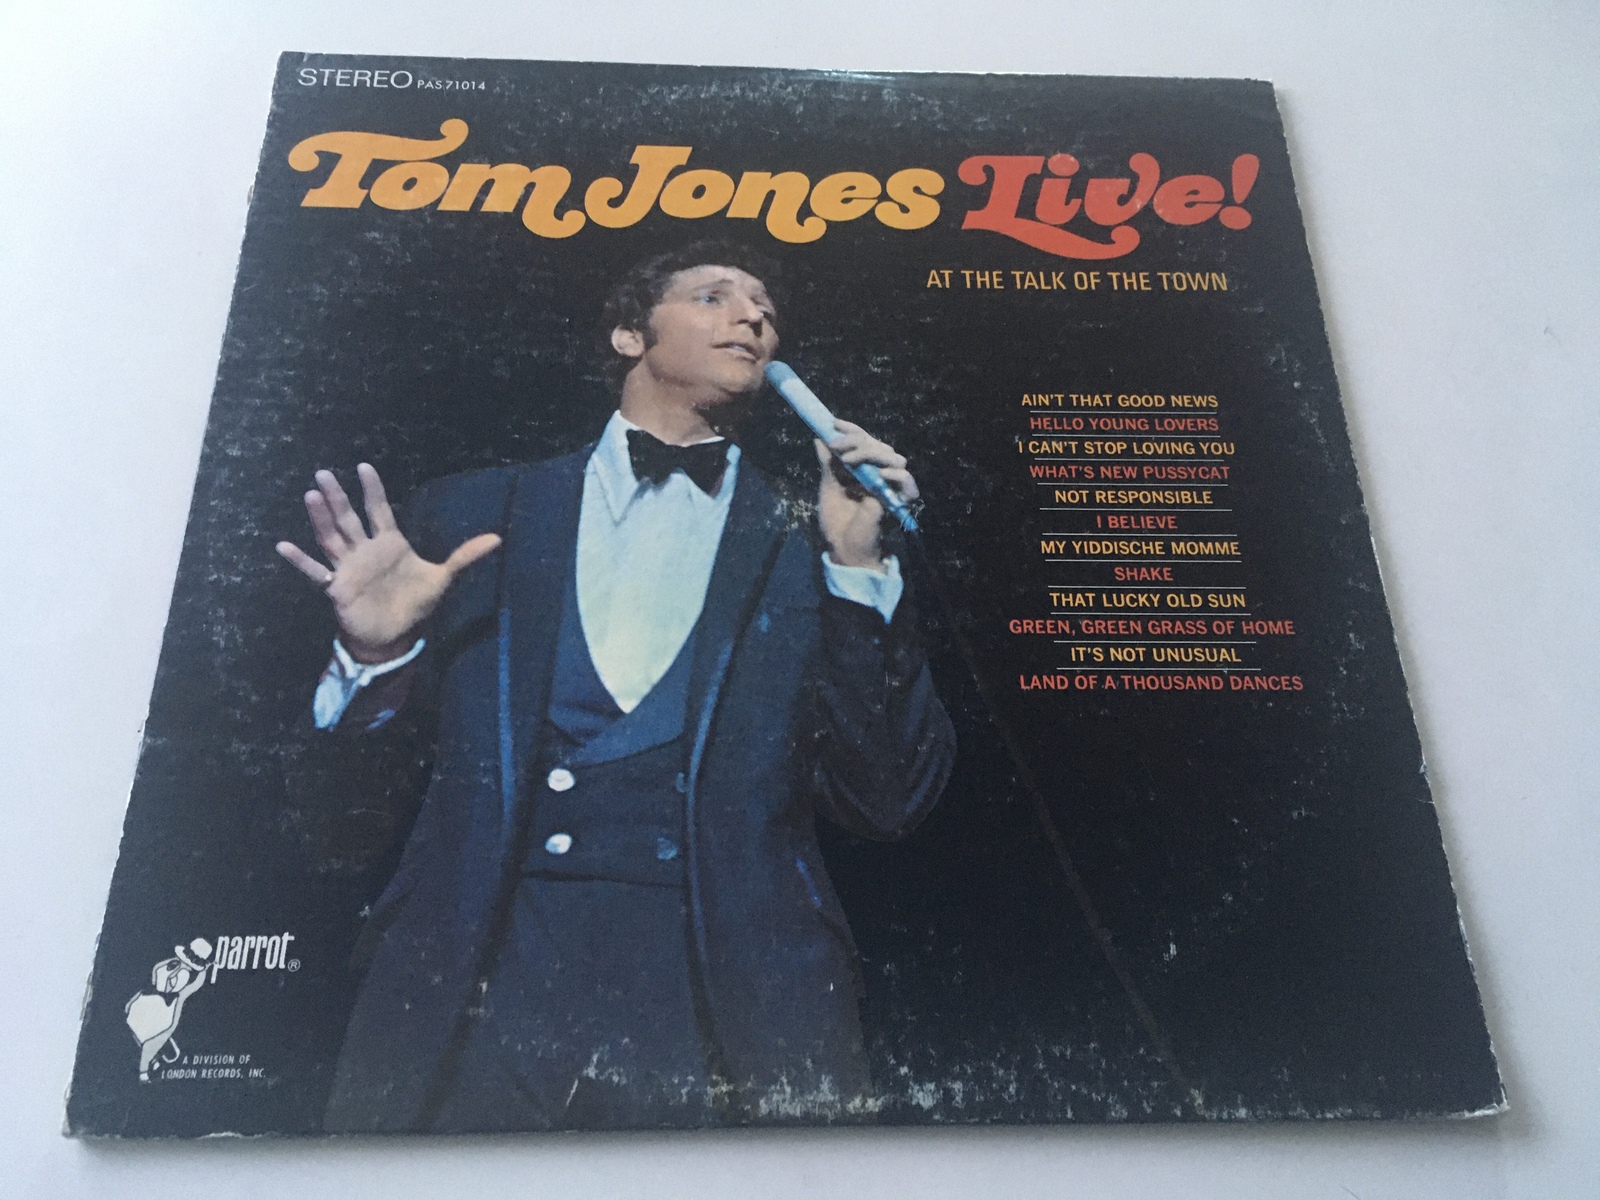 STEREO PAS 71014
Tom Jones Live!
AT THE TALK OF THE TOWN
AIN'T THAT GOOD NEWS
HELLO YOUNG LOVERS
I CAN'T STOP LOVING YOU
WHAT'S NEW PUSSYCAT
NOT RESPONSIBLE
I BELIEVE
MY YIDDISCHE MOMME
SHAKE
THAT LUCKY OLD SUN
GREEN, GREEN GRASS OF HOME
IT'S NOT UNUSUAL
LAND OF A THOUSAND DANCES
parrot®
A DIVISION OF
LONDON RECORDS, INC.